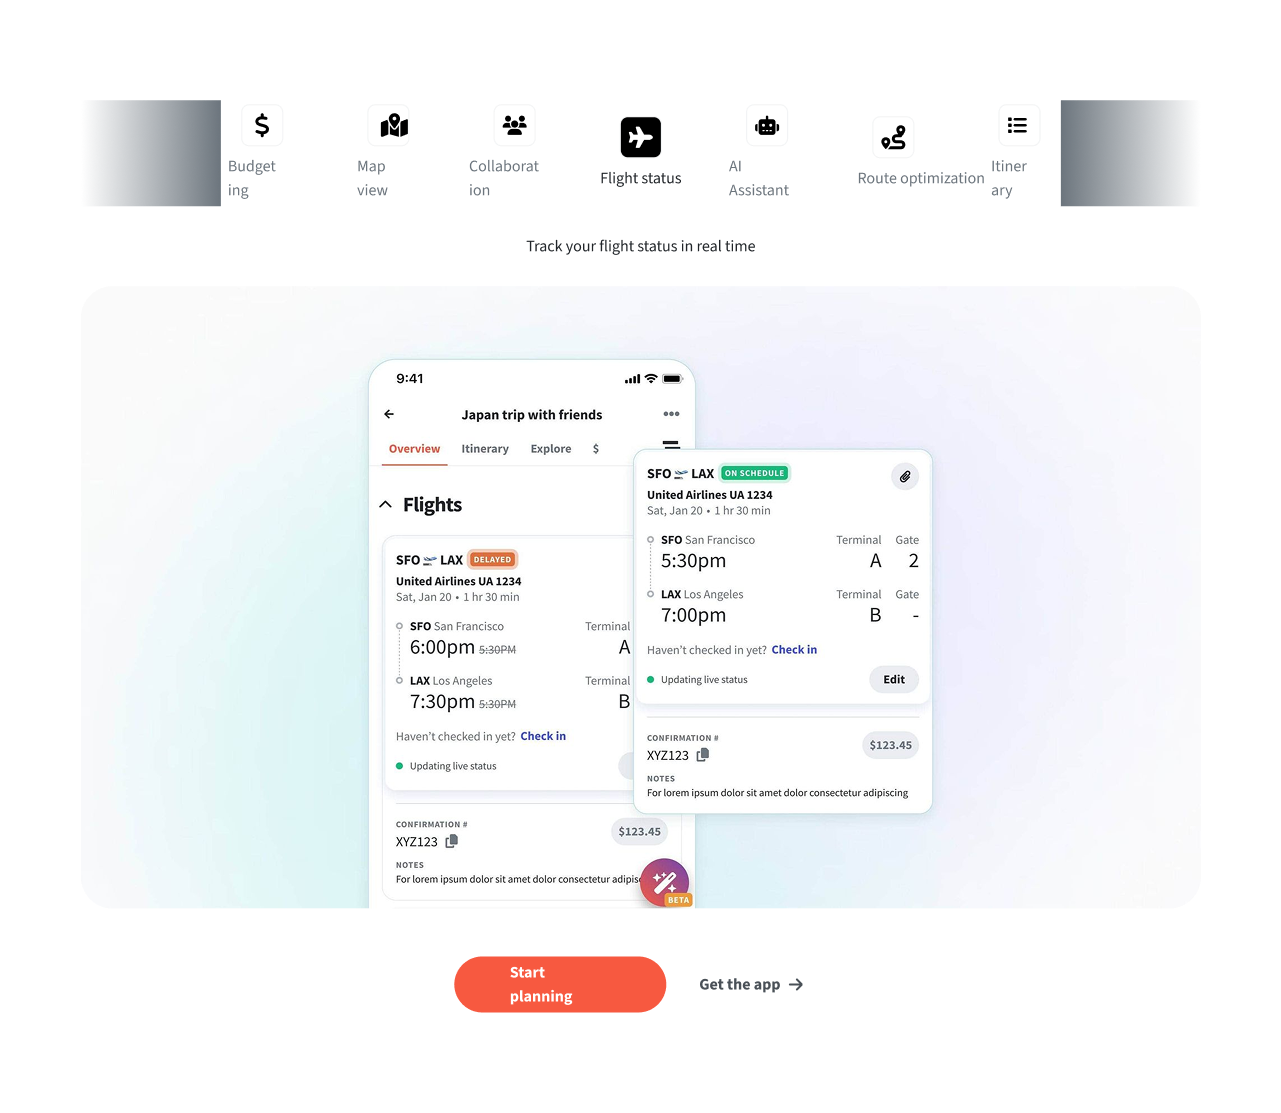 Budget
ing
Map
view
Collaborat
ion
Flight status
AI
Assistant
Route optimization
Itiner
ary
Track your flight status in real time
9:41
Japan trip with friends
Overview Itinerary Explore $
Flights
SFO LAX DELAYED
United Airlines UA 1234
Sat, Jan 20 • 1 hr 30 min
SFO San Francisco Terminal
6:00pm 5:30PM A
LAX Los Angeles Terminal
7:30pm 5:30PM B
Haven't checked in yet? Check in
Updating live status
CONFIRMATION #
XYZ123 $123.45
NOTES
For lorem ipsum dolor sit amet dolor consectetur adipisc
BETA
SFO LAX ON SCHEDULE
United Airlines UA 1234
Sat, Jan 20 • 1 hr 30 min
SFO San Francisco Terminal Gate
5:30pm A 2
LAX Los Angeles Terminal Gate
7:00pm B -
Haven't checked in yet? Check in
Updating live status Edit
CONFIRMATION #
XYZ123 $123.45
NOTES
For lorem ipsum dolor sit amet dolor consectetur adipiscing
Start
planning
Get the app →